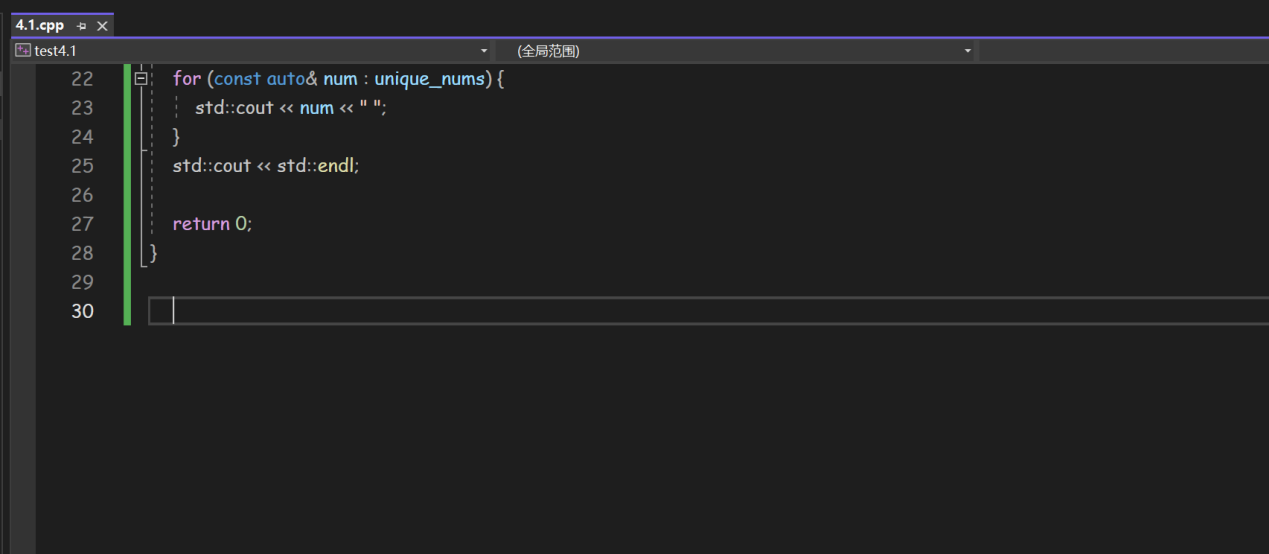 4.1.cpp
test4.1 (全局范围)
22 for (const auto& num : unique_nums) {
23 std::cout << num << " ";
24 }
25 std::cout << std::endl;
26
27 return 0;
28 }
29
30